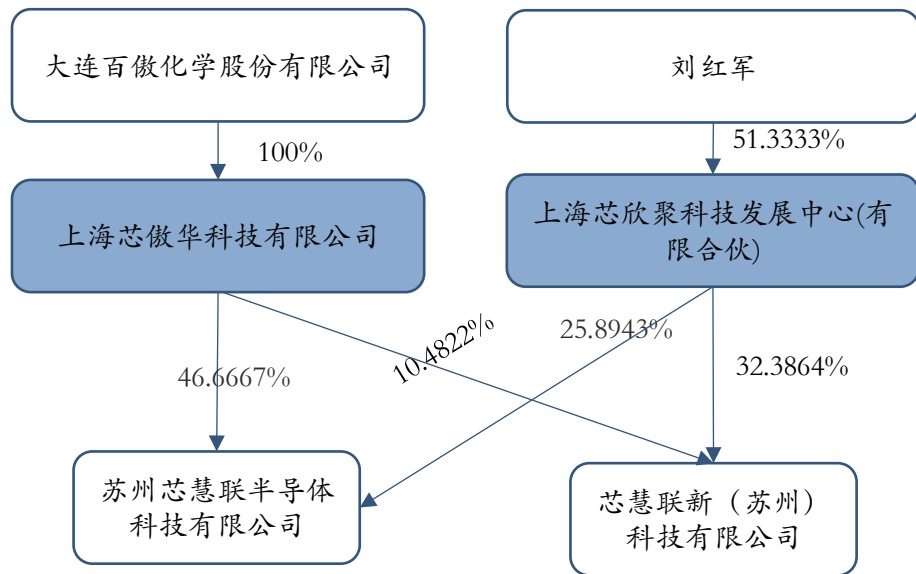 大连百傲化学股份有限公司
刘红军
100%
51.3333%
上海芯傲华科技有限公司
上海芯欣聚科技发展中心(有
限合伙)
46.6667%
10.4822%
25.8943%
32.3864%
苏州芯慧联半导体
科技有限公司
芯慧联新（苏州）
科技有限公司